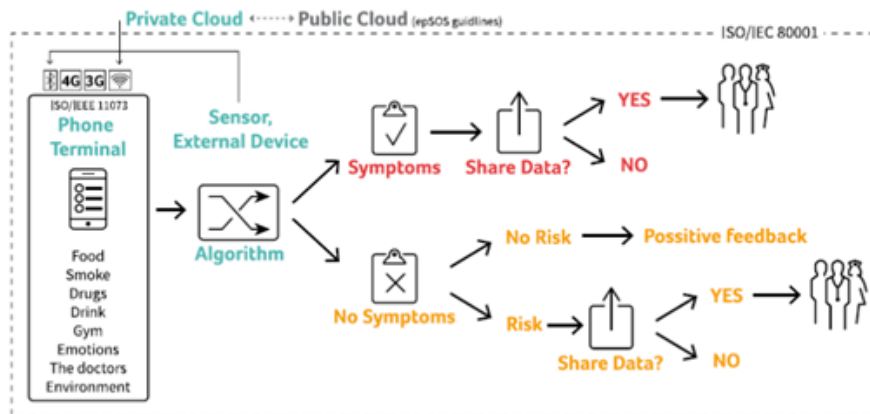 Private Cloud Public Cloud (epSOS guidlines)
ISO/IEC 80001
4G 3G
ISO/IEEE 11073
Phone
Terminal
Food
Smoke
Drugs
Drink
Gym
Emotions
The doctors
Environment
Sensor,
External Device
Algorithm
Symptoms
Share Data?
YES
NO
No Symptoms
No Risk
Possitive feedback
Risk
Share Data?
YES
NO